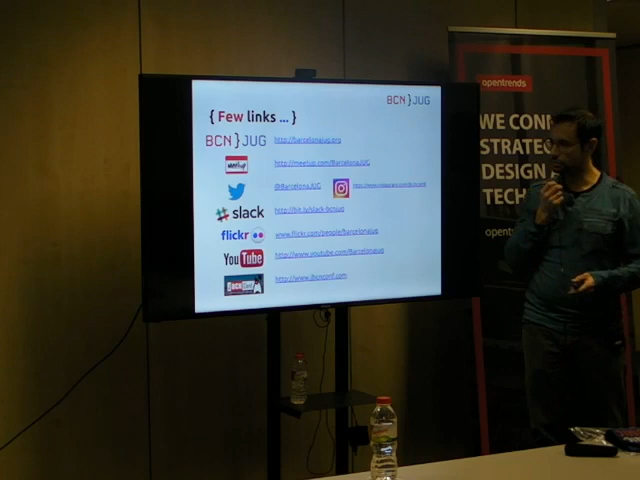 BCN}JUG
{ Few links ... }
BCN}JUG http://barcelonajug.org
Meetup http://meetup.com/BarcelonaJUG
@BarcelonaJUG
slack http://bit.ly/slack-bcnjug
flickr www.flickr.com/people/barcelonajug
YouTube http://www.youtube.com/Barcelonajug
http://www.jbcnconf.com
opentrends
WE CONN
STRATEG
DESIGN
TECH
opent